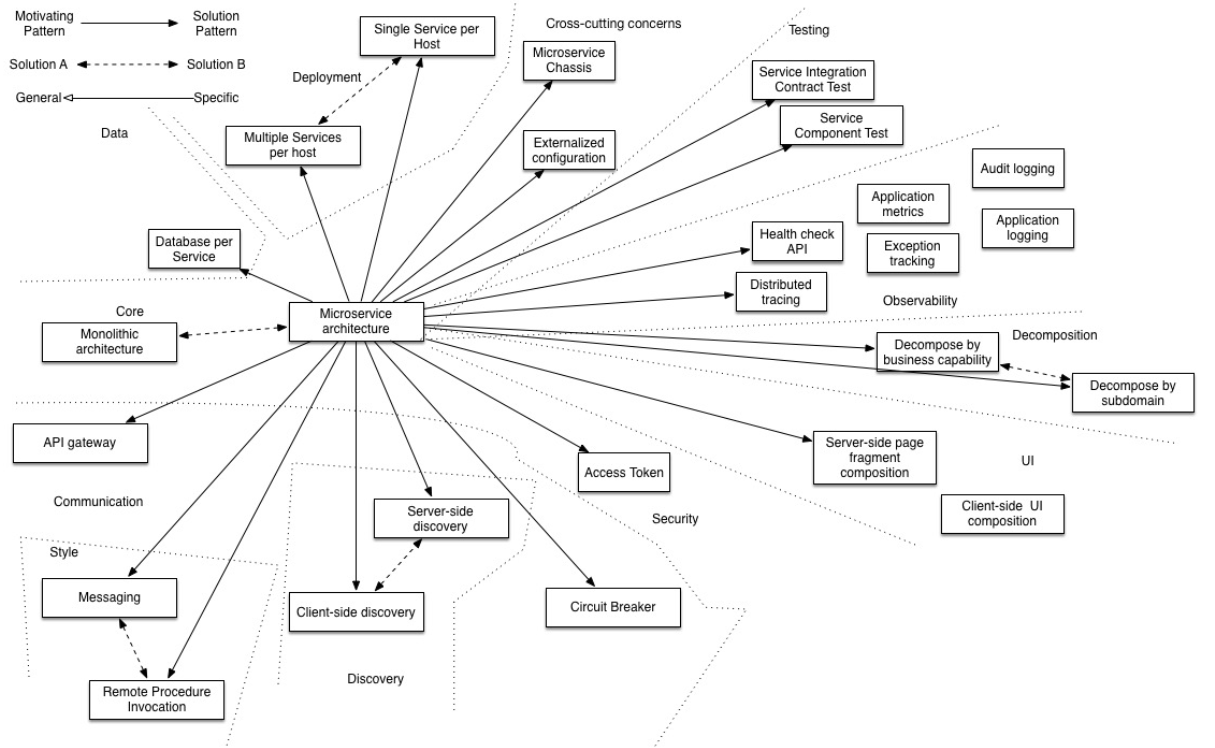 Motivating
Pattern
Solution
Pattern
Solution A
Solution B
General
Specific
Single Service per
Host
Deployment
Multiple Services
per host
Data
Database per
Service
Cross-cutting concerns
Microservice
Chassis
Externalized
configuration
Testing
Service Integration
Contract Test
Service
Component Test
Audit logging
Application
metrics
Application
logging
Health check
API
Exception
tracking
Distributed
tracing
Observability
Core
Monolithic
architecture
Microservice
architecture
Decomposition
Decompose by
business capability
Decompose by
subdomain
API gateway
Communication
Access Token
Security
Server-side page
fragment
composition
UI
Client-side UI
composition
Server-side
discovery
Client-side discovery
Discovery
Circuit Breaker
Style
Messaging
Remote Procedure
Invocation